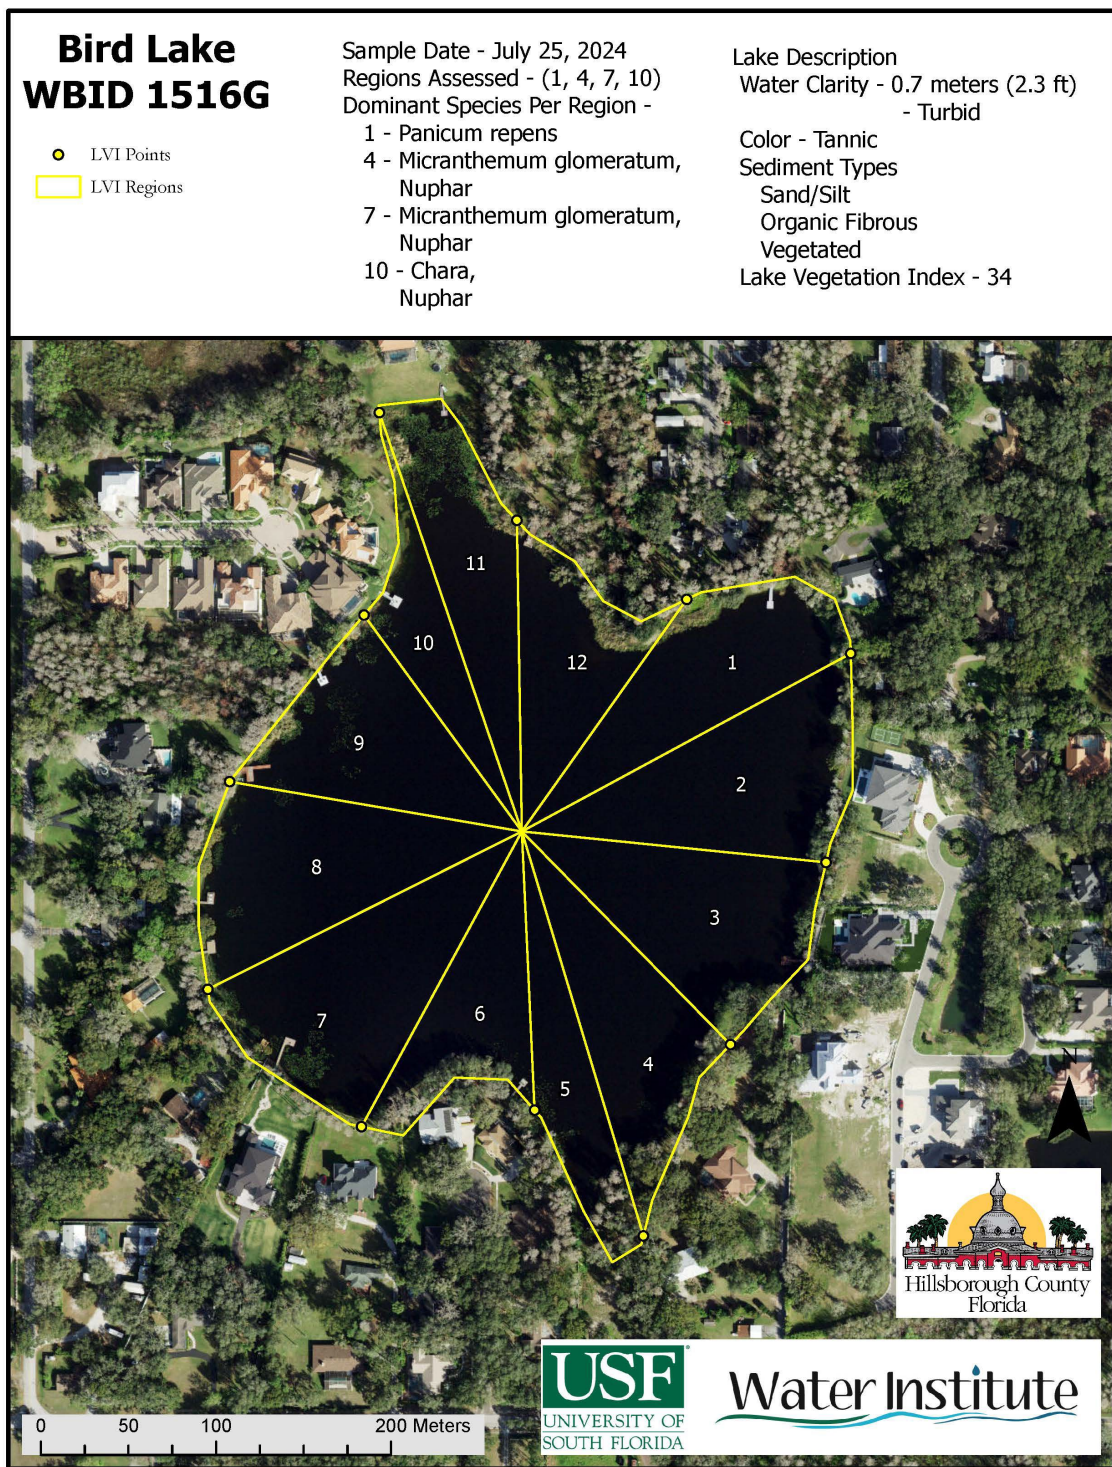 Bird Lake
WBID 1516G
LVI Points
LVI Regions
Sample Date - July 25, 2024
Regions Assessed - (1, 4, 7, 10)
Dominant Species Per Region -
1 - Panicum repens
4 - Micranthemum glomeratum,
Nuphar
7 - Micranthemum glomeratum,
Nuphar
10 - Chara,
Nuphar
Lake Description
Water Clarity - 0.7 meters (2.3 ft)
- Turbid
Color - Tannic
Sediment Types
Sand/Silt
Organic Fibrous
Vegetated
Lake Vegetation Index - 34
11
10
12
1
9
2
8
3
7
6
5
4
N
Hillsborough County
Florida
USF
UNIVERSITY OF
SOUTH FLORIDA
®
Water Institute
0 50 100 200 Meters